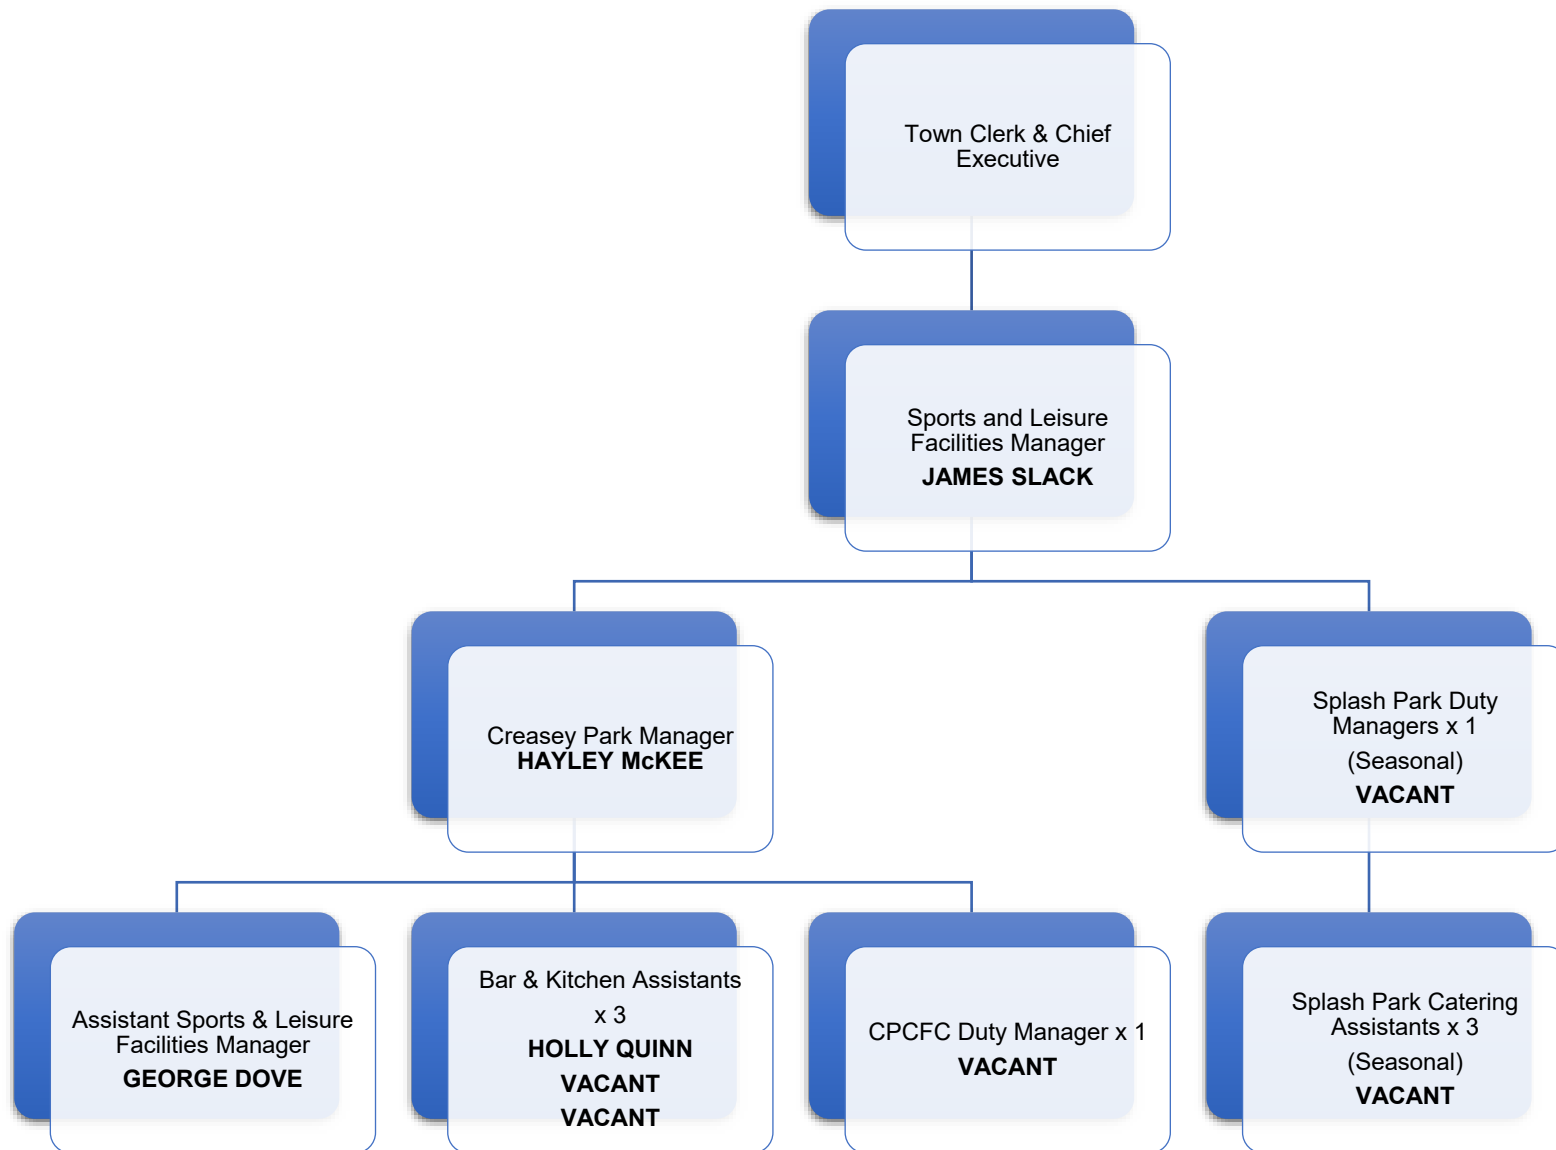 Town Clerk & Chief
Executive
Sports and Leisure
Facilities Manager
JAMES SLACK
Creasey Park Manager
HAYLEY McKEE
Splash Park Duty
Managers x 1
(Seasonal)
VACANT
Assistant Sports & Leisure
Facilities Manager
GEORGE DOVE
Bar & Kitchen Assistants
x 3
HOLLY QUINN
VACANT
VACANT
CPCFC Duty Manager x 1
VACANT
Splash Park Catering
Assistants x 3
(Seasonal)
VACANT